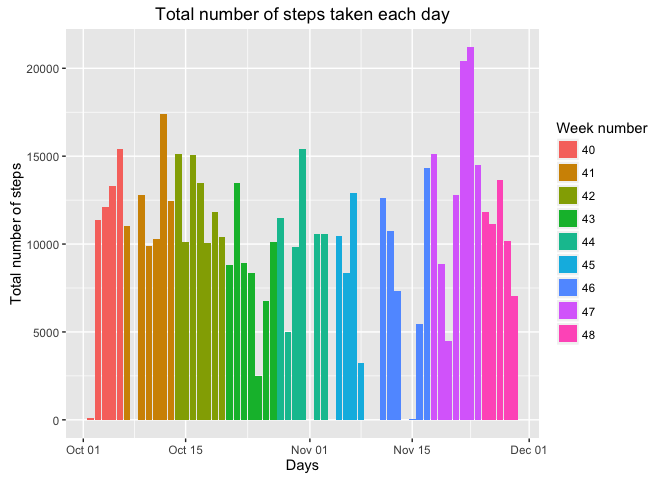 Total number of steps taken each day
Total number of steps
20000
15000
10000
5000
0
Oct 01
Oct 15
Nov 01
Nov 15
Dec 01
Days
Week number
40
41
42
43
44
45
46
47
48